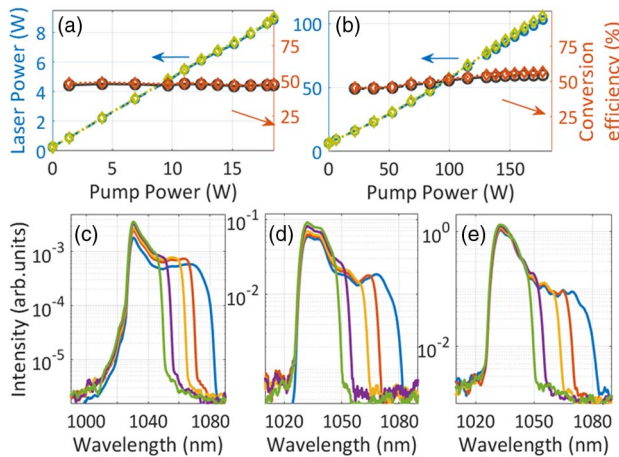 (a)
(b)
Laser Power (W)
8
6
4
2
0
75
50
25
0 5 10 15
Pump Power (W)
100
50
0
75
50
25
0 50 100 150
Pump Power (W)
Conversion
efficiency (%)
(c)
(d)
(e)
Intensity (arb.units)
10⁻³
10⁻⁴
10⁻⁵
1000 1040 1080
Wavelength (nm)
10⁻¹
10⁻²
1020 1050 1080
Wavelength (nm)
10⁰
10⁻²
1020 1050 1080
Wavelength (nm)